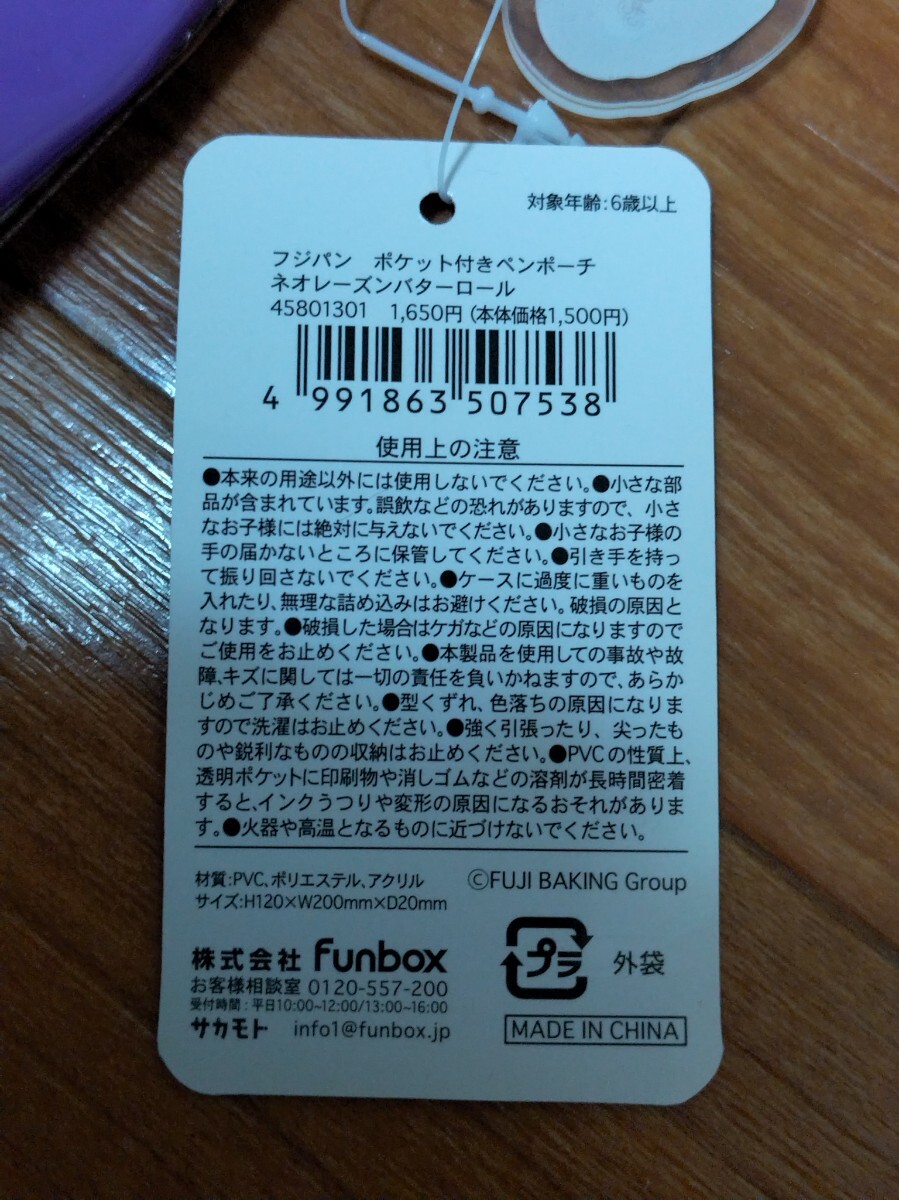 対象年齢:6歳以上
フジパン　ポケット付きペンポーチ
ネオレーズンバターロール
45801301　1,650円(本体価格1,500円)
4 991863 507538
使用上の注意
●本来の用途以外には使用しないでください。●小さな部
品が含まれています。誤飲などの恐れがありますので、小さ
なお子様には絶対に与えないでください。●小さなお子様の
手の届かないところに保管してください。●引き手を持っ
て振り回さないでください。●ケースに過度に重いものを
入れたり、無理な詰め込みはお避けください。破損の原因と
なります。●破損した場合はケガなどの原因になりますので
ご使用をお止めください。●本製品を使用しての事故や故
障、キズに関しては一切の責任を負いかねますので、あらか
じめご了承ください。●型くずれ、色落ちの原因になりま
すので洗濯はお止めください。●強く引張ったり、尖ったも
のや鋭利なものの収納はお止めください。●PVCの性質上、
透明ポケットに印刷物や消しゴムなどの溶剤が長時間密着
すると、インクうつりや変形の原因になるおそれがありま
す。●火器や高温となるものに近づけないでください。
材質:PVC、ポリエステル、アクリル
サイズ:H120×W200mm×D20mm
©FUJI BAKING Group
株式会社 funbox
お客様相談室 0120-557-200
受付時間:平日10:00~12:00/13:00~16:00
サカモト info1@funbox.jp
プラ 外袋
MADE IN CHINA